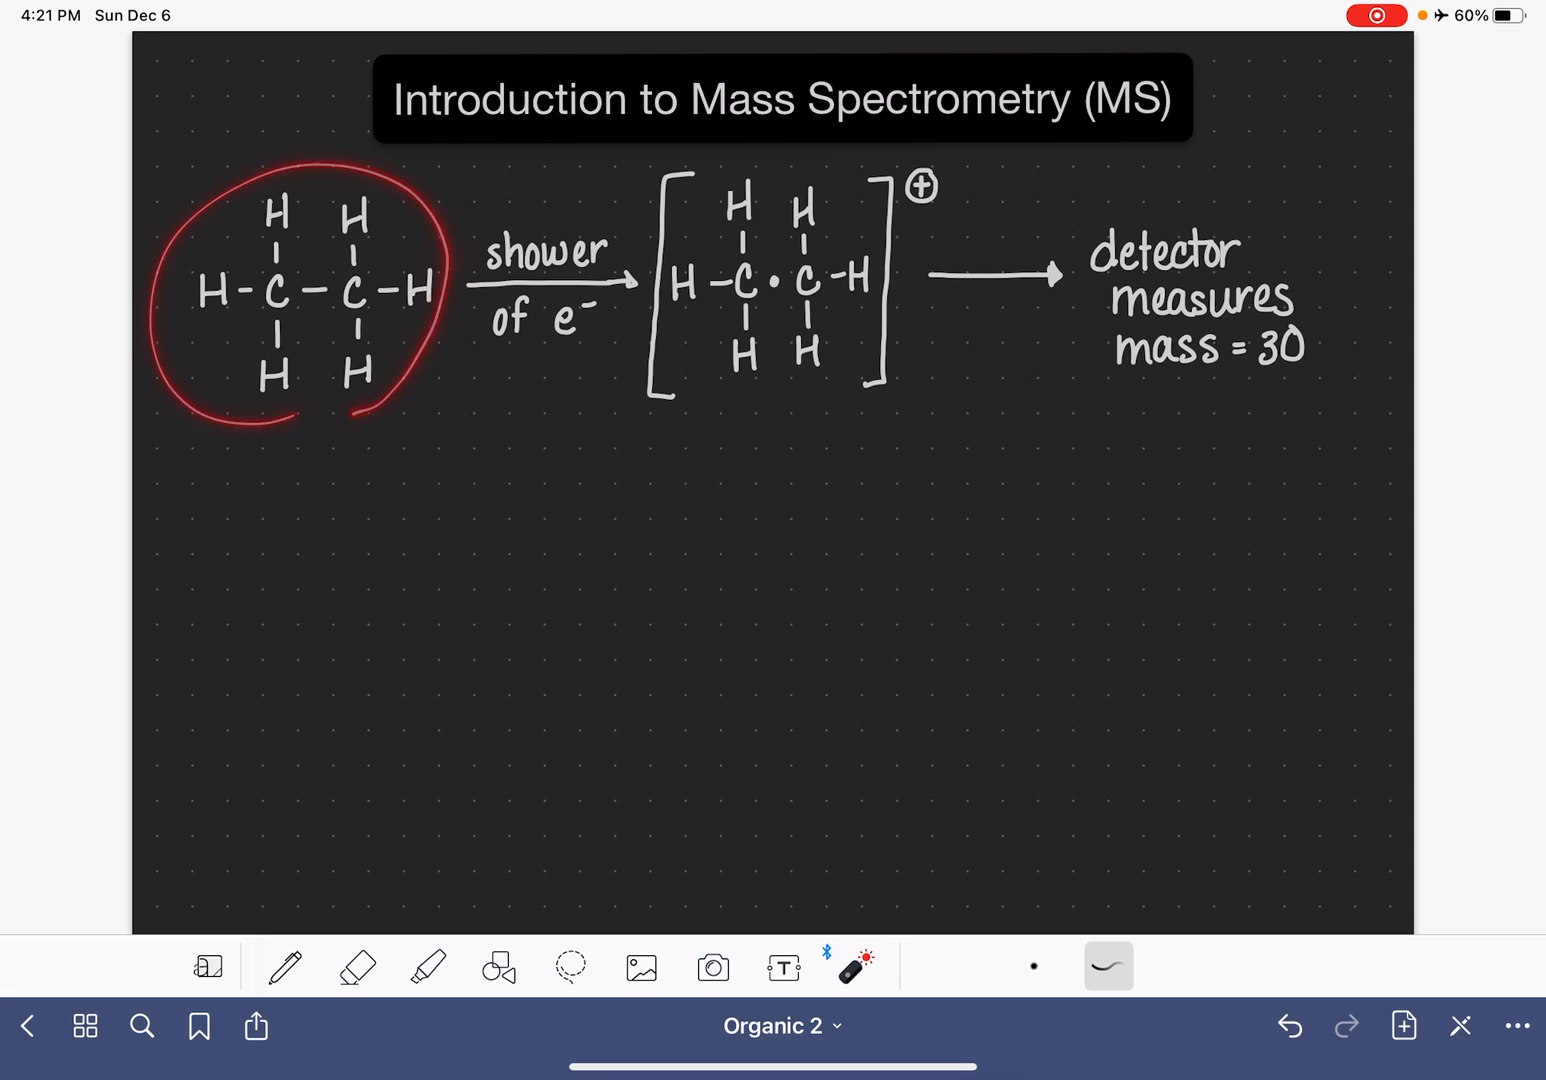 4:21 PM Sun Dec 6
60%
Introduction to Mass Spectrometry (MS)
H H
H-C-C-H
H H
shower
of e⁻
[
H H
H-C•C-H
H H
]⊕
detector
measures
mass = 30
T
Organic 2